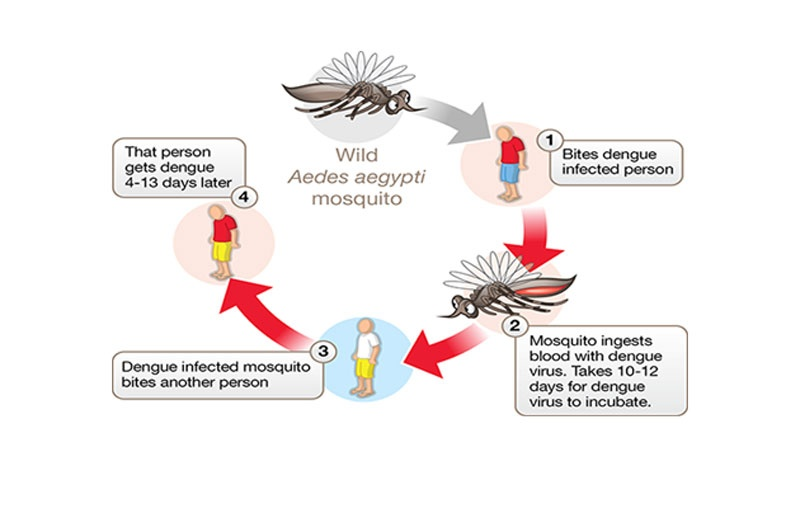 Wild
Aedes aegypti
mosquito
1
Bites dengue
infected person
2
Mosquito ingests
blood with dengue
virus. Takes 10-12
days for dengue
virus to incubate.
3
Dengue infected mosquito
bites another person
4
That person
gets dengue
4-13 days later